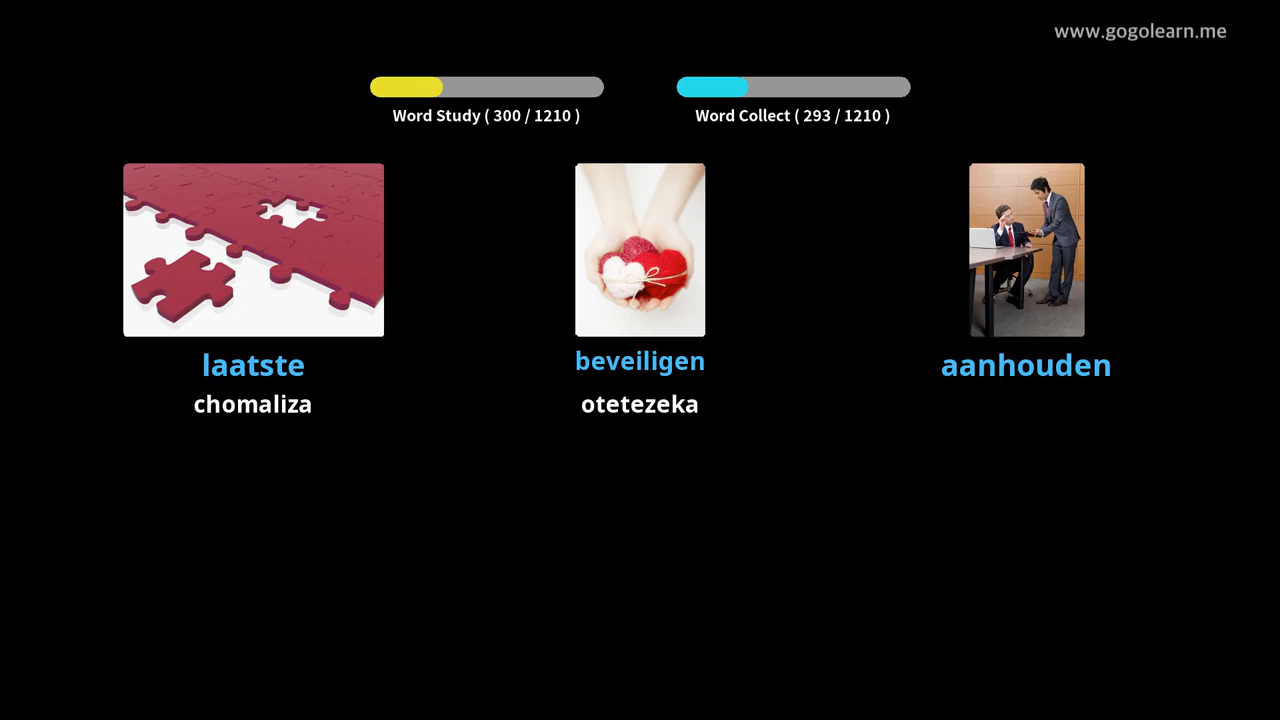 www.gogolearn.me
Word Study ( 300 / 1210 )
Word Collect ( 293 / 1210 )
laatste
beveiligen
aanhouden
chomaliza
otetezeka